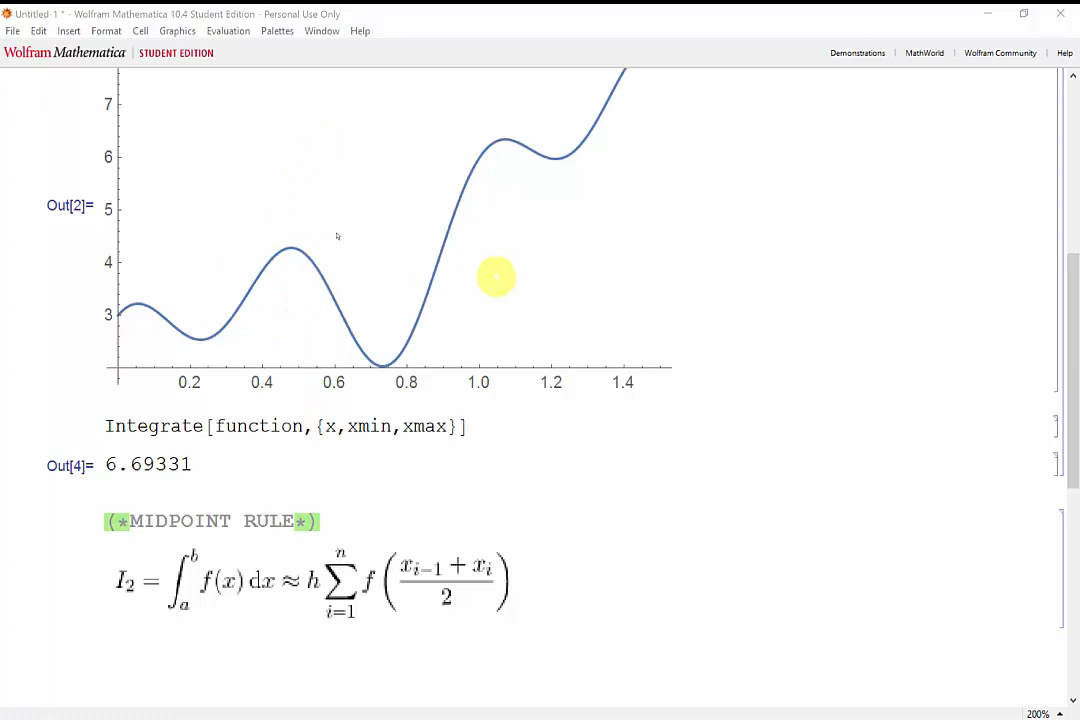 Untitled-1 * - Wolfram Mathematica 10.4 Student Edition - Personal Use Only
File Edit Insert Format Cell Graphics Evaluation Palettes Window Help
Wolfram Mathematica | STUDENT EDITION Demonstrations | MathWorld | Wolfram Community | Help
7
6
Out[2]= 5
4
3
0.2 0.4 0.6 0.8 1.0 1.2 1.4
Integrate[function,{x,xmin,xmax}]
Out[4]= 6.69331
(*MIDPOINT RULE*)
I₂ = ∫ₐᵇ f(x) dx ≈ h ∑ᵢ₌₁ⁿ f((xᵢ₋₁ + xᵢ)/2)
200%